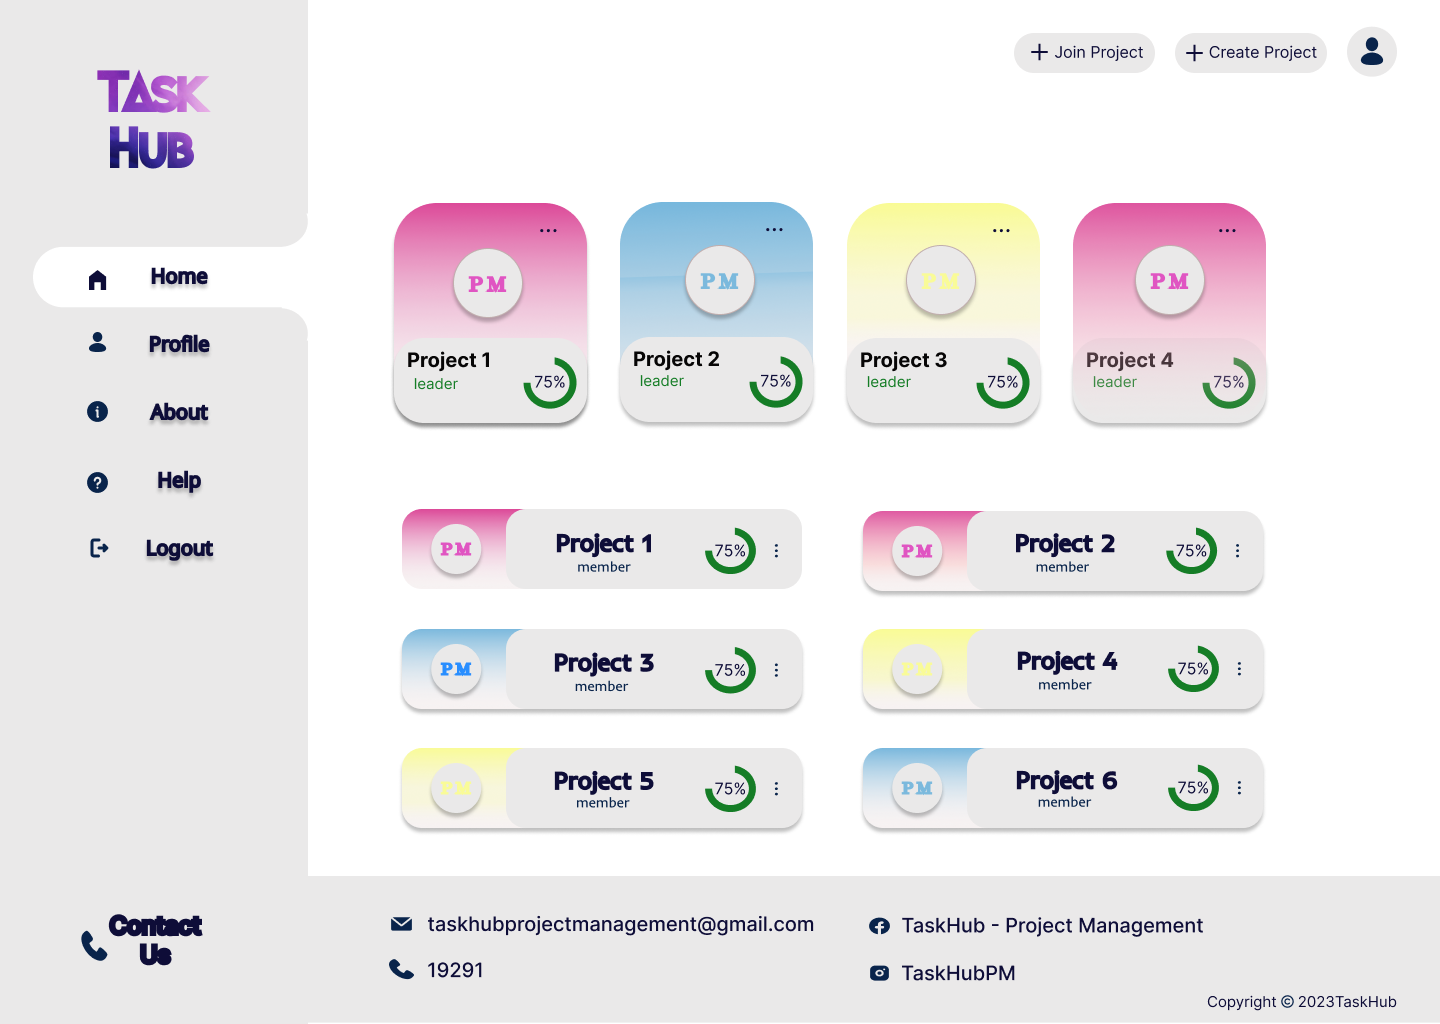 TASK
HUB
Home
Profile
About
Help
Logout
Join Project
Create Project
PM
Project 1
leader
75%
PM
Project 2
leader
75%
PM
Project 3
leader
75%
PM
Project 4
leader
75%
PM
Project 1
member
75%
PM
Project 2
member
75%
PM
Project 3
member
75%
PM
Project 4
member
75%
PM
Project 5
member
75%
PM
Project 6
member
75%
Contact
Us
taskhubprojectmanagement@gmail.com
19291
TaskHub - Project Management
TaskHubPM
Copyright © 2023TaskHub